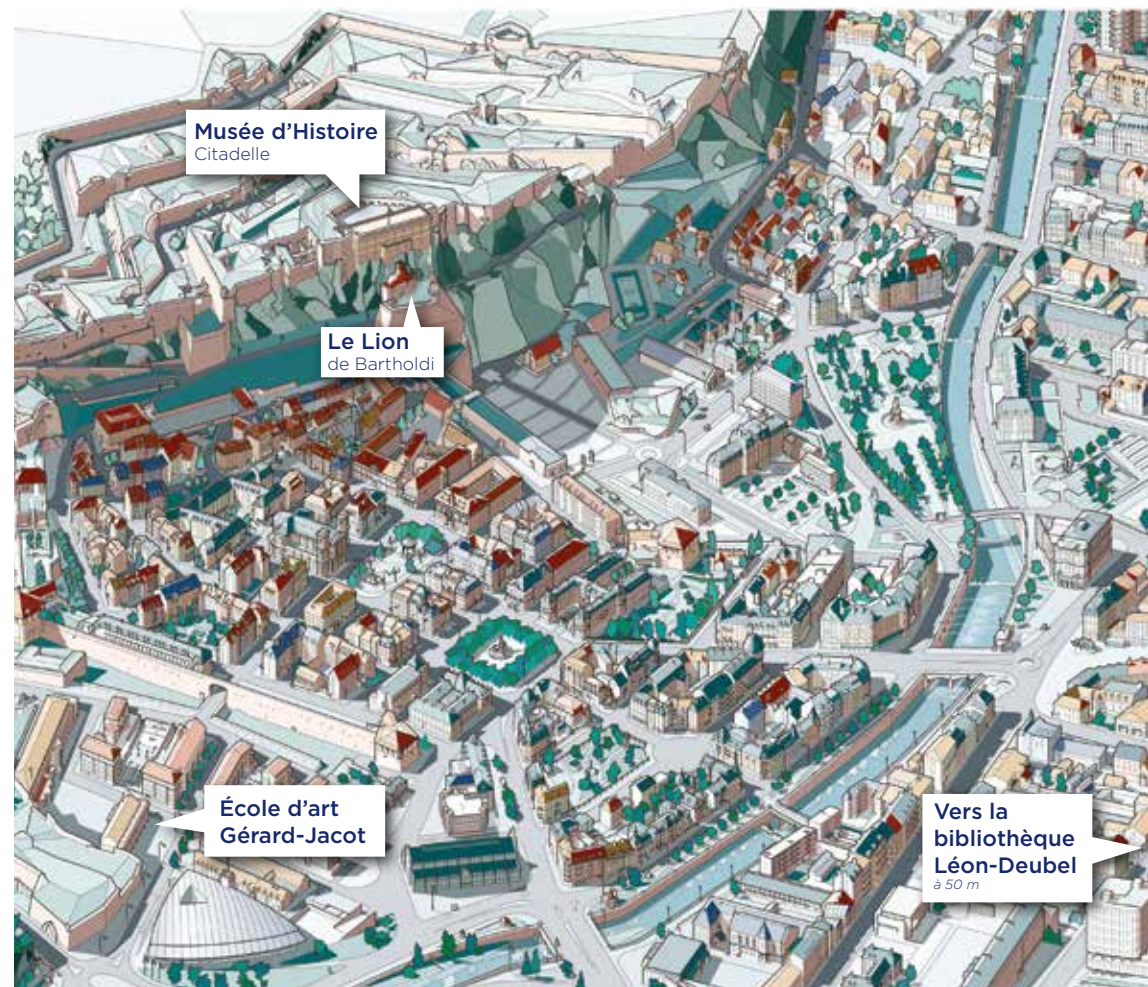 Musée d'Histoire
Citadelle
Le Lion
de Bartholdi
École d'art
Gérard-Jacot
Vers la
bibliothèque
Léon-Deubel
à 50 m